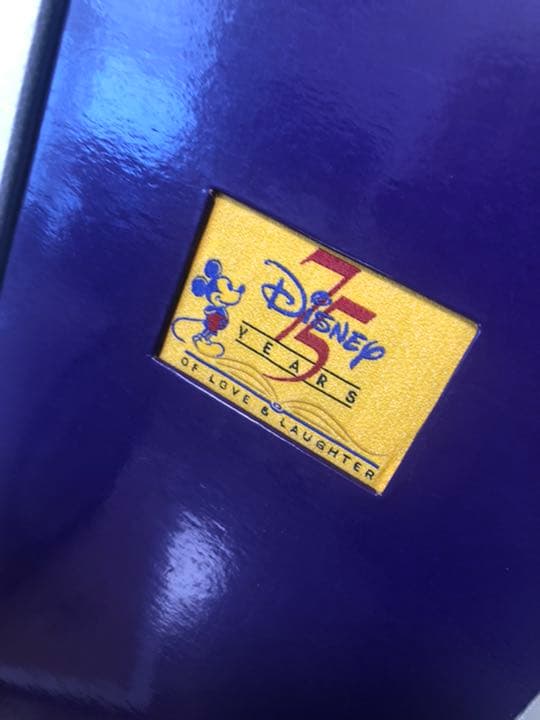 75
Disney
YEARS
OF LOVE & LAUGHTER